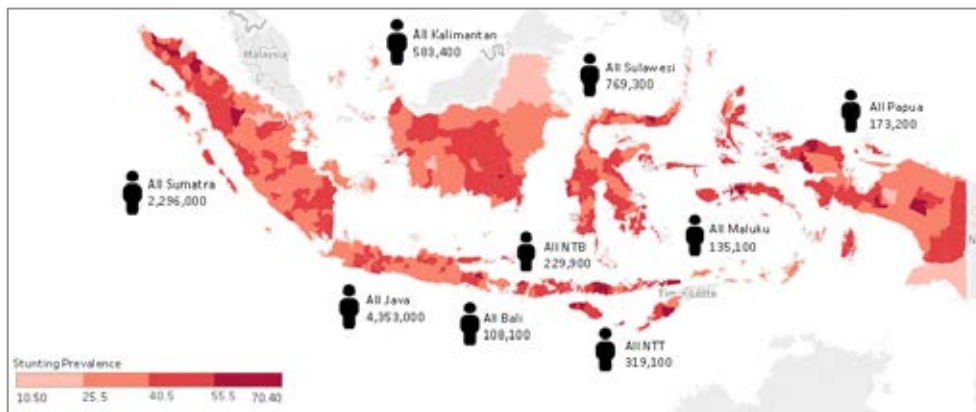 All Kalimantan
583,400
Malaysia
All Sulawesi
769,300
All Papua
173,200
All Sumatra
2,296,000
All Maluku
135,100
All NTB
229,900
Timor-Leste
All Java
4,353,000
All Bali
108,100
All NTT
319,100
Stunting Prevalence
10.50 25.5 40.5 55.5 70.40